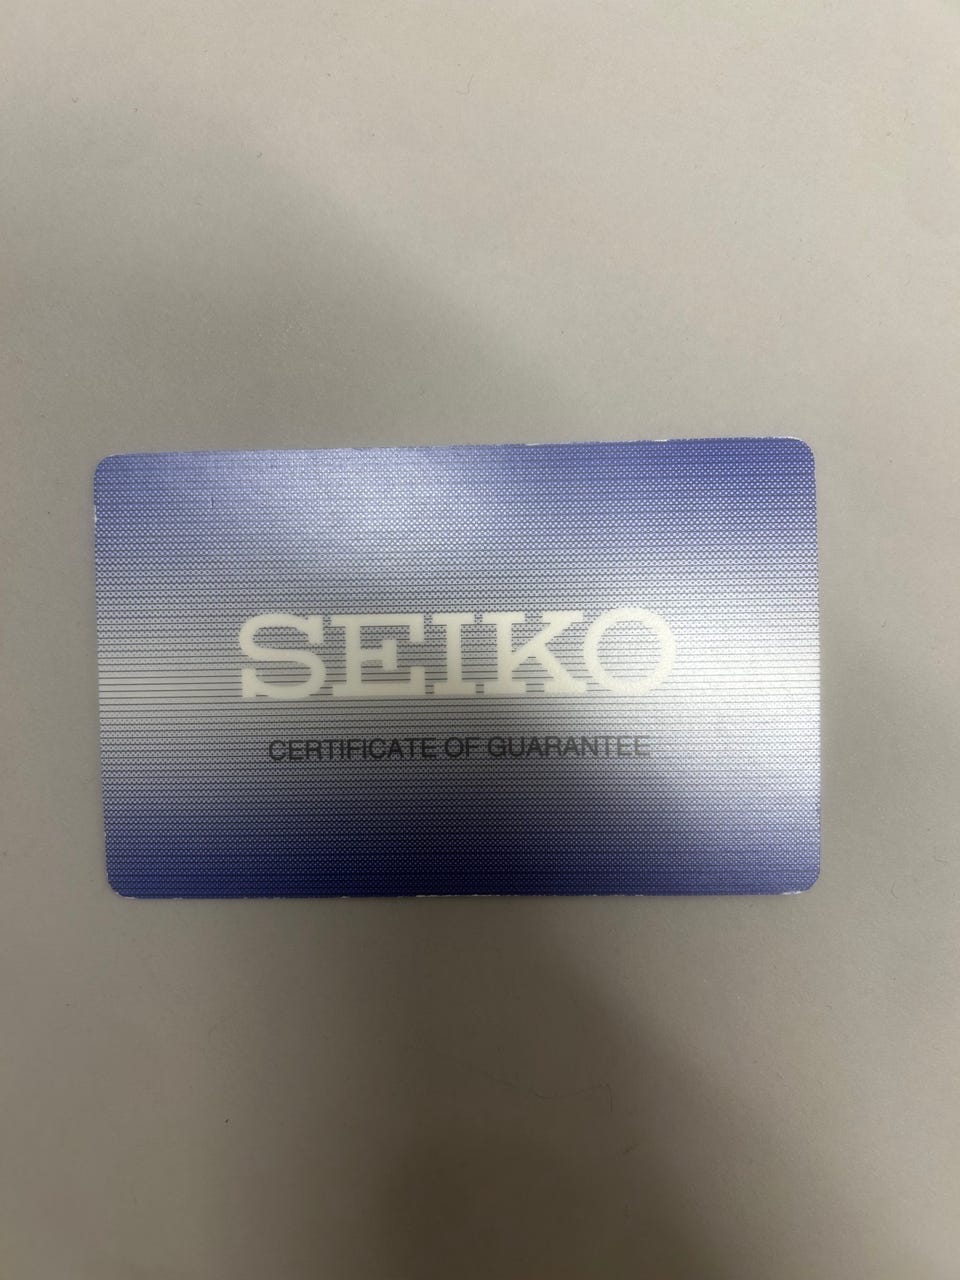 SEIKO
CERTIFICATE OF GUARANTEE